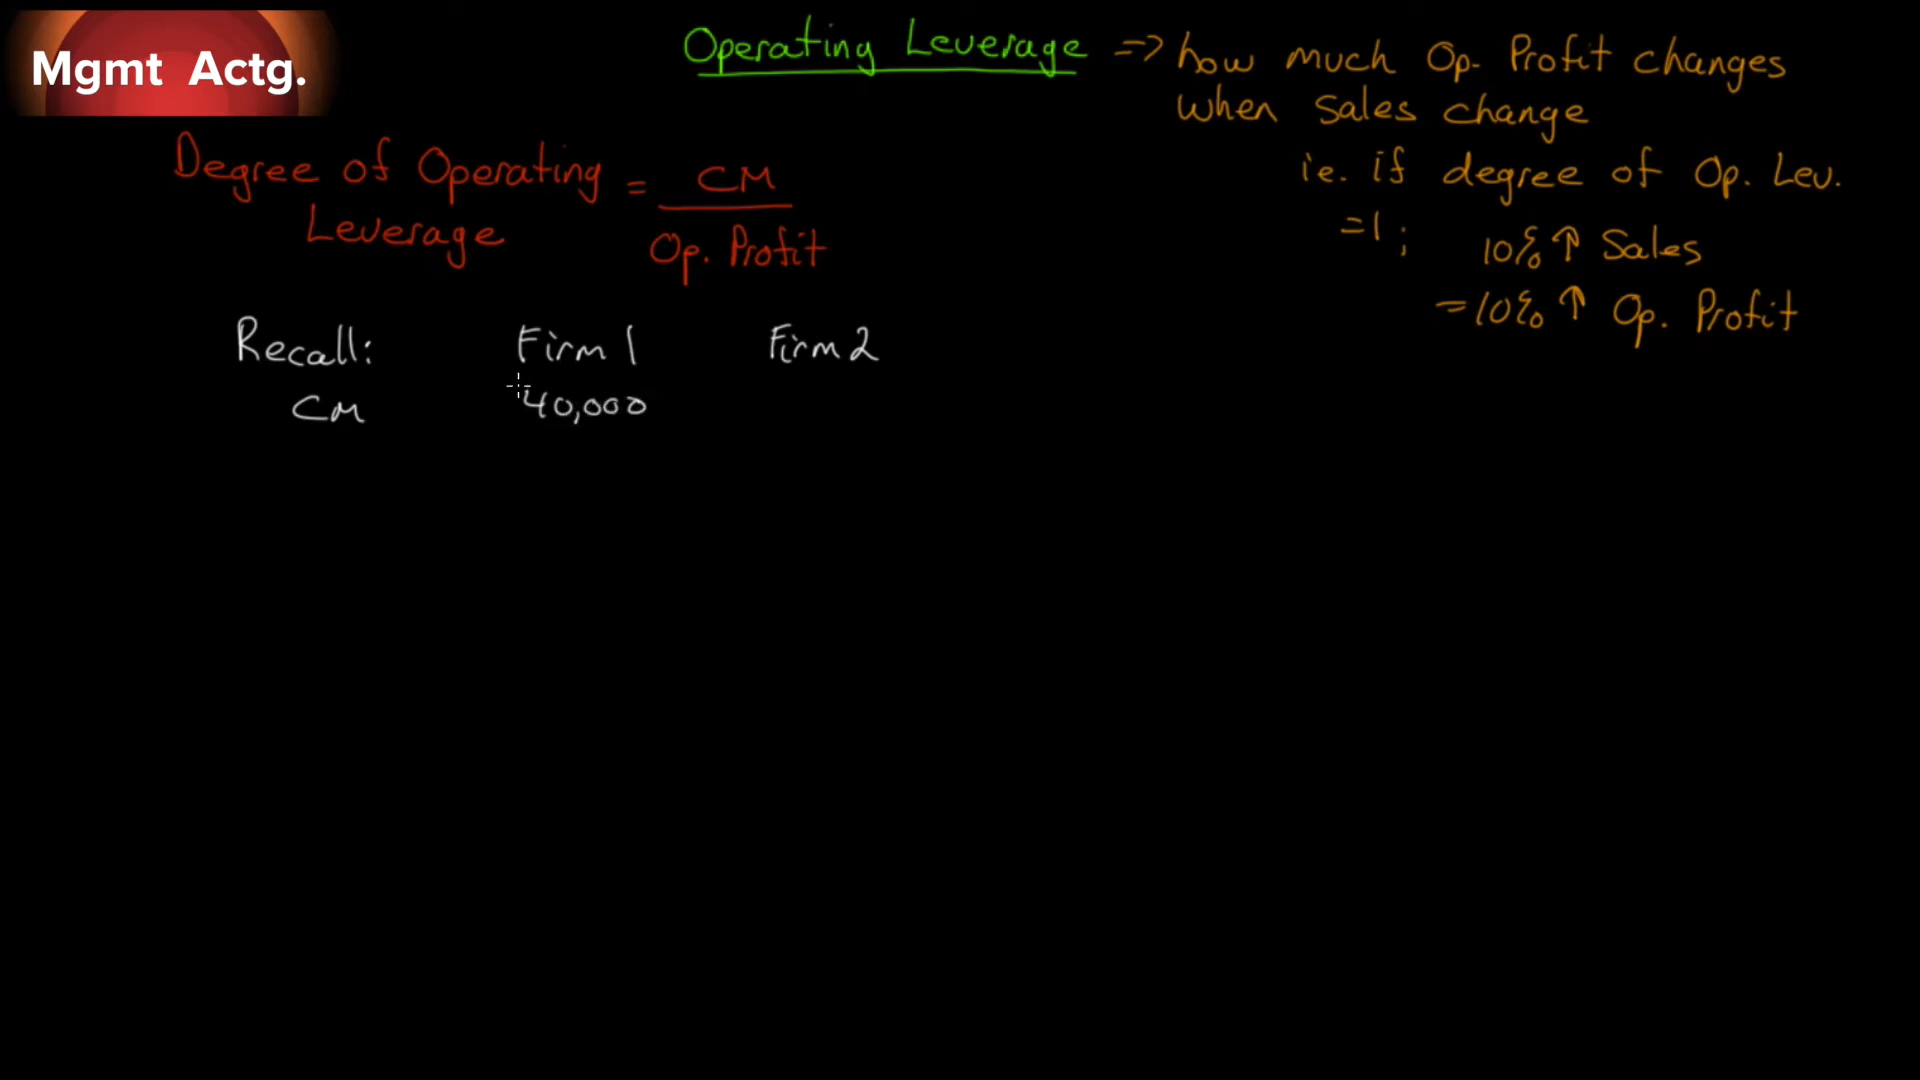 Mgmt Actg.
Operating Leverage => how much Op. Profit changes
when sales change
i.e. if degree of Op. Lev.
=1; 10% ↑ Sales
=10% ↑ Op. Profit
Degree of Operating = CM
Leverage Op. Profit
Recall: Firm 1 Firm 2
CM 40,000